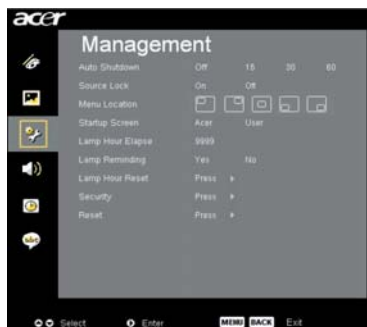 acer
Management
Auto Shutdown Off 15 30 60
Source Lock On Off
Menu Location
Startup Screen Acer User
Lamp Hour Elapse 9999
Lamp Reminding Yes No
Lamp Hour Reset Press
Security Press
Reset Press
abc
Select Enter MENU BACK Exit